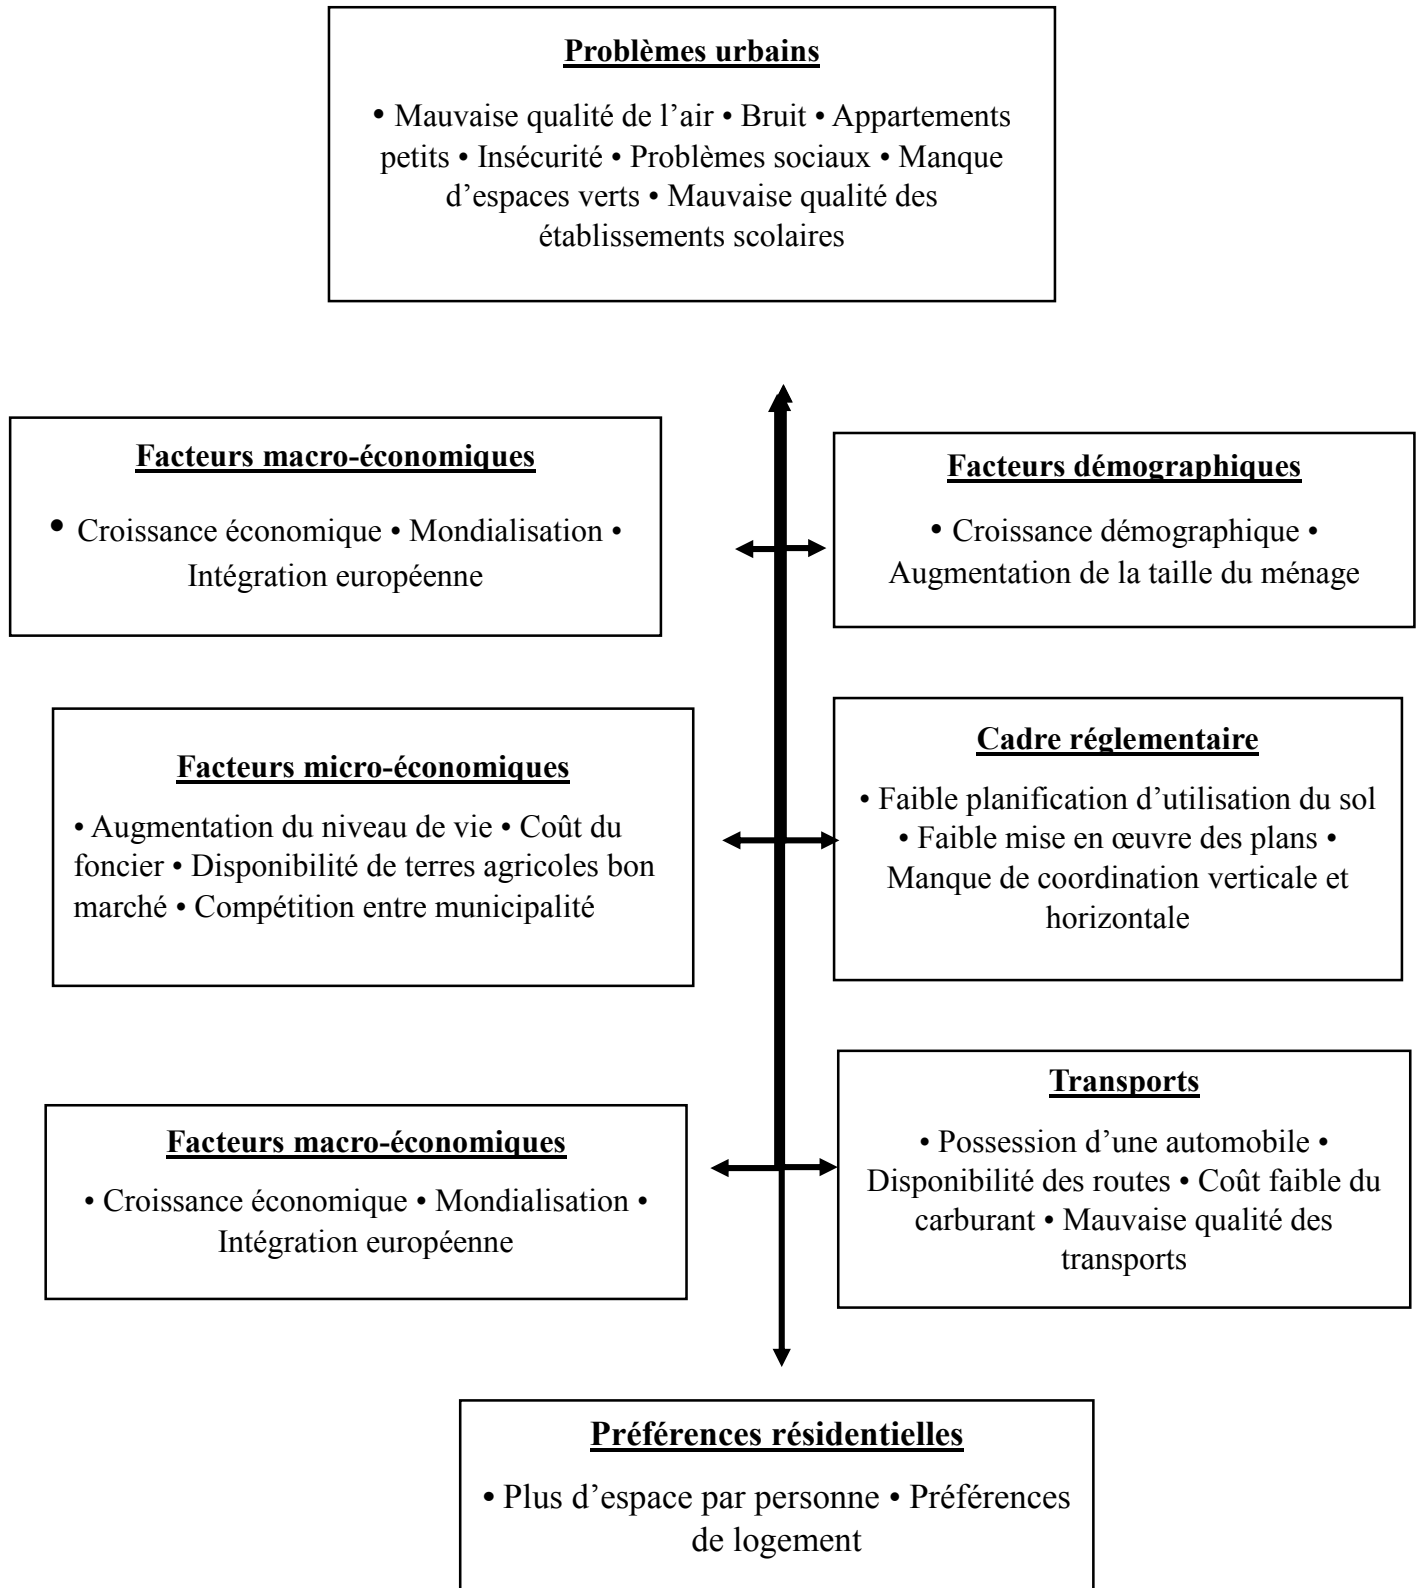 Problèmes urbains
• Mauvaise qualité de l’air • Bruit • Appartements
petits • Insécurité • Problèmes sociaux • Manque
d’espaces verts • Mauvaise qualité des
établissements scolaires
Facteurs macro-économiques
• Croissance économique • Mondialisation •
Intégration européenne
Facteurs démographiques
• Croissance démographique •
Augmentation de la taille du ménage
Facteurs micro-économiques
• Augmentation du niveau de vie • Coût du
foncier • Disponibilité de terres agricoles bon
marché • Compétition entre municipalité
Cadre réglementaire
• Faible planification d’utilisation du sol
• Faible mise en œuvre des plans •
Manque de coordination verticale et
horizontale
Facteurs macro-économiques
• Croissance économique • Mondialisation •
Intégration européenne
Transports
• Possession d’une automobile •
Disponibilité des routes • Coût faible du
carburant • Mauvaise qualité des
transports
Préférences résidentielles
• Plus d’espace par personne • Préférences
de logement